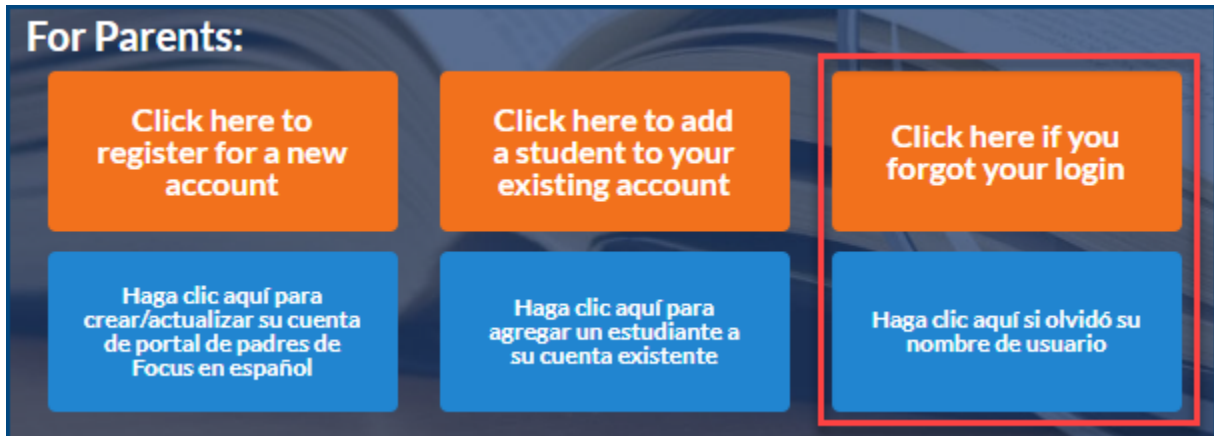 For Parents:
Click here to
register for a new
account
Click here to add
a student to your
existing account
Click here if you
forgot your login
Haga clic aquí para
crear/actualizar su cuenta
de portal de padres de
Focus en español
Haga clic aquí para
agregar un estudiante a
su cuenta existente
Haga clic aquí si olvidó su
nombre de usuario